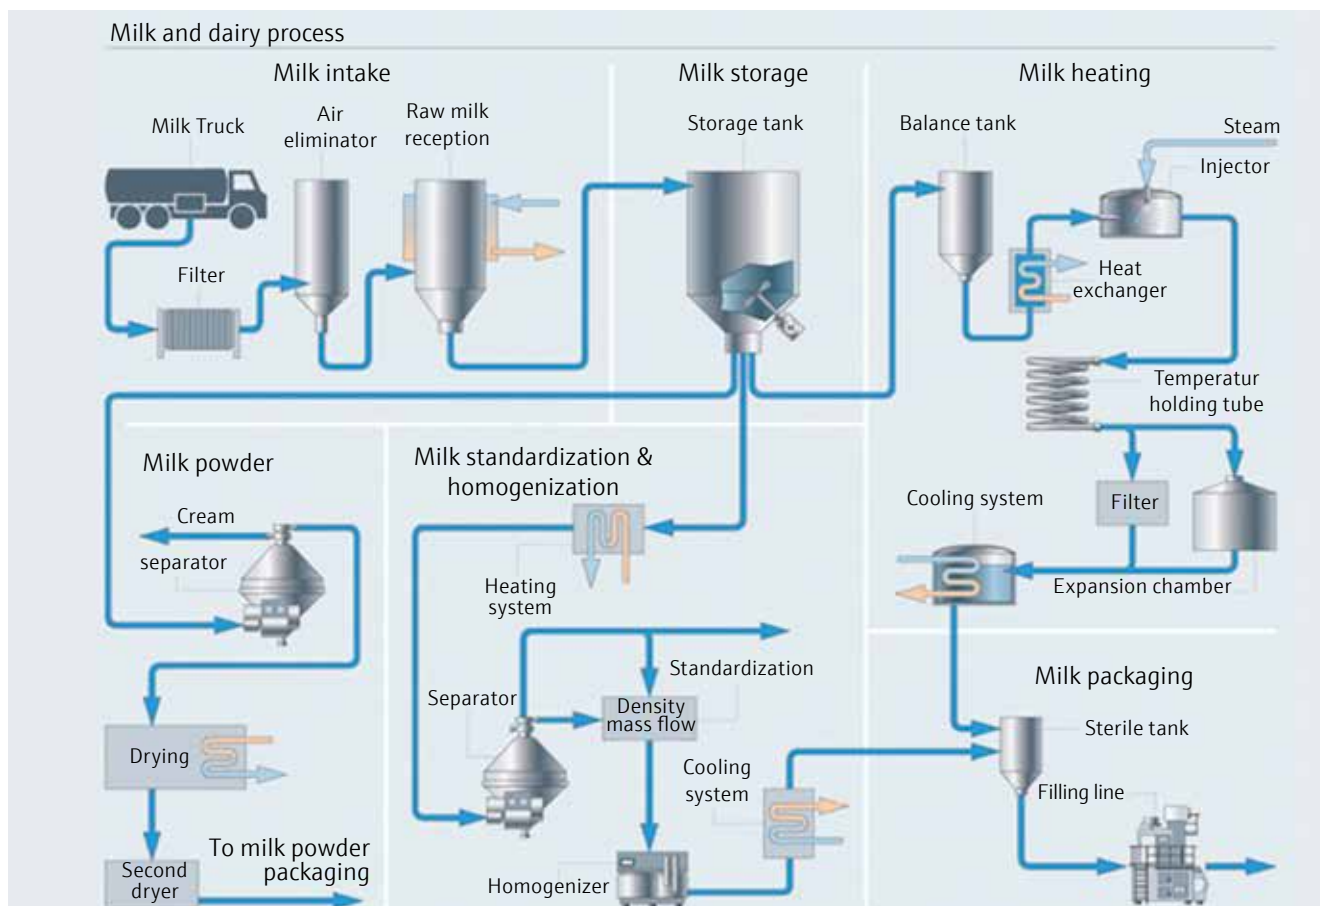 Milk and dairy process
Milk intake
Milk storage
Milk heating
Milk Truck
Air
eliminator
Raw milk
reception
Storage tank
Balance tank
Steam
Injector
Filter
Heat
exchanger
Temperatur
holding tube
Milk powder
Milk standardization &
homogenization
Cooling system
Filter
Cream
separator
Heating
system
Expansion chamber
Standardization
Milk packaging
Separator
Density
mass flow
Sterile tank
Drying
Cooling
system
Filling line
To milk powder
packaging
Second
dryer
Homogenizer